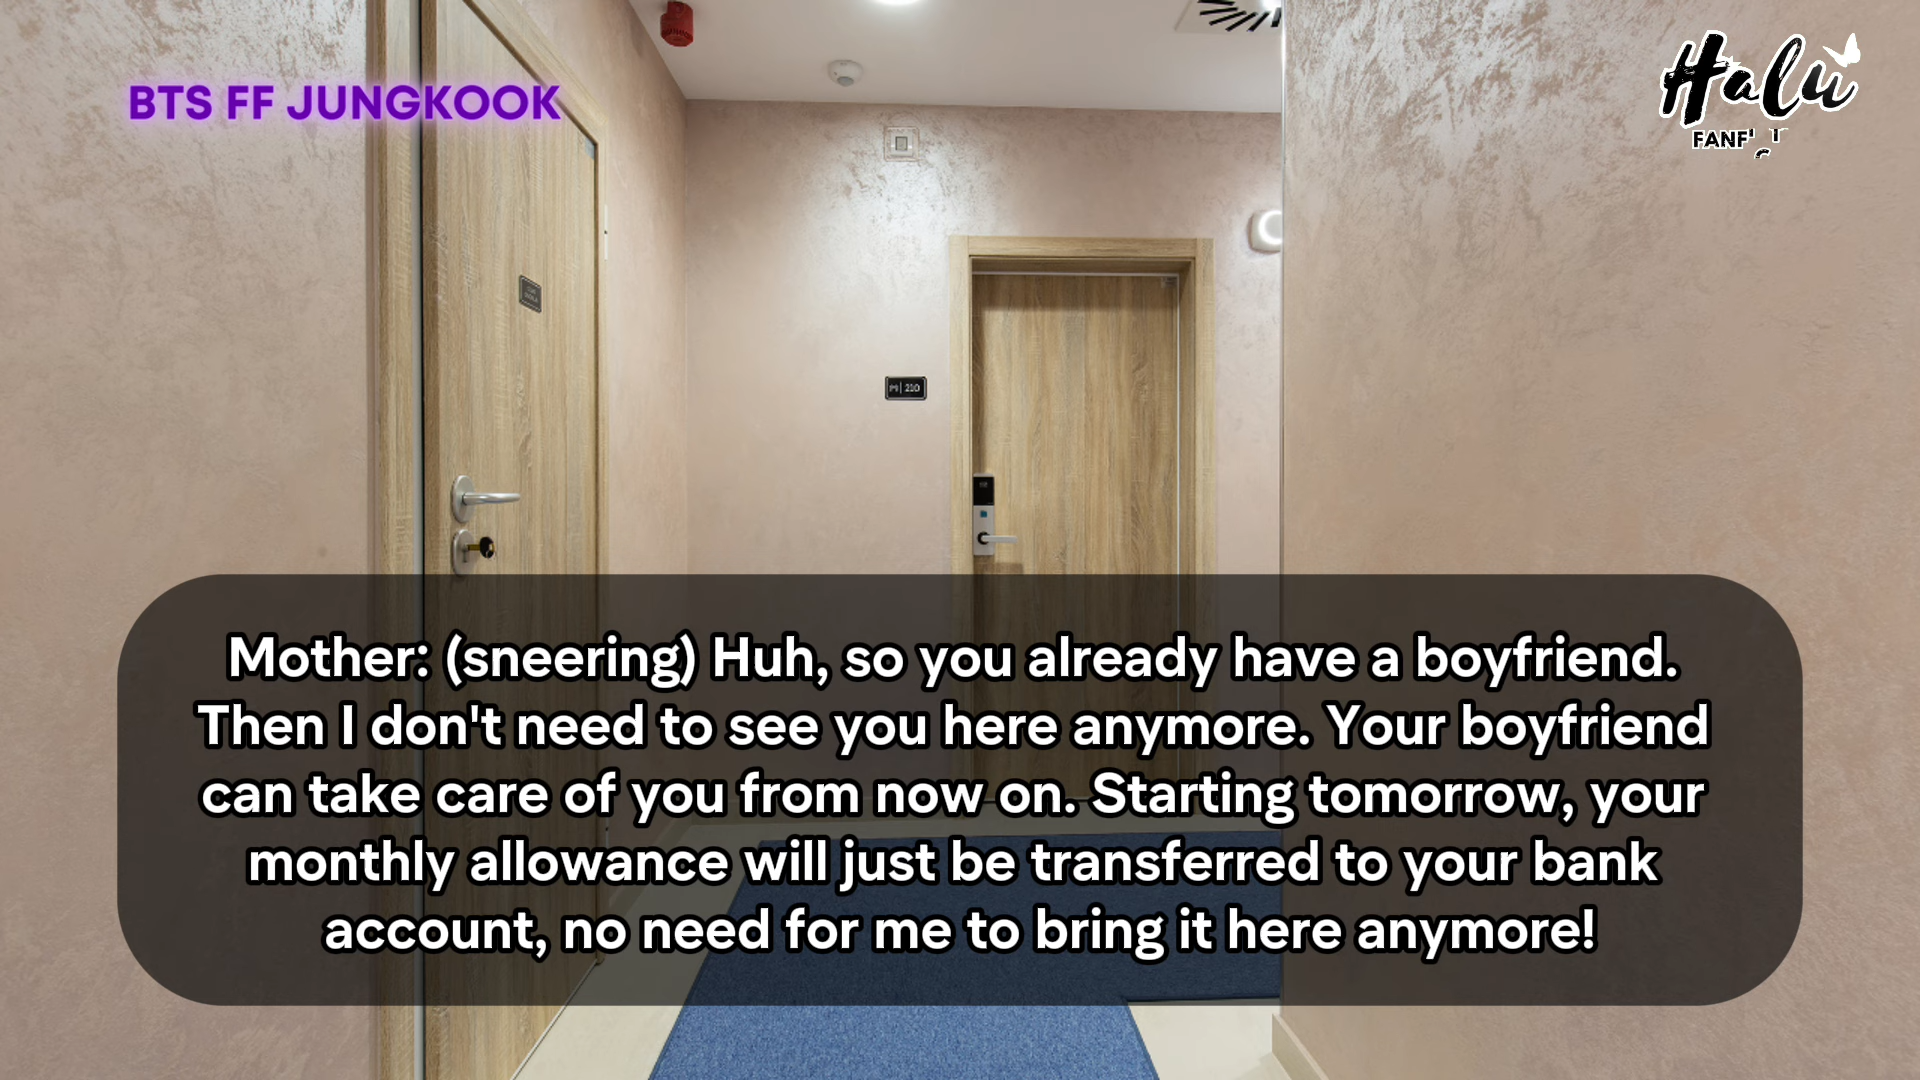 BTS FF JUNGKOOK
Halu
210
Mother: (sneering) Huh, so you already have a boyfriend.
Then I don't need to see you here anymore. Your boyfriend
can take care of you from now on. Starting tomorrow, your
monthly allowance will just be transferred to your bank
account, no need for me to bring it here anymore!